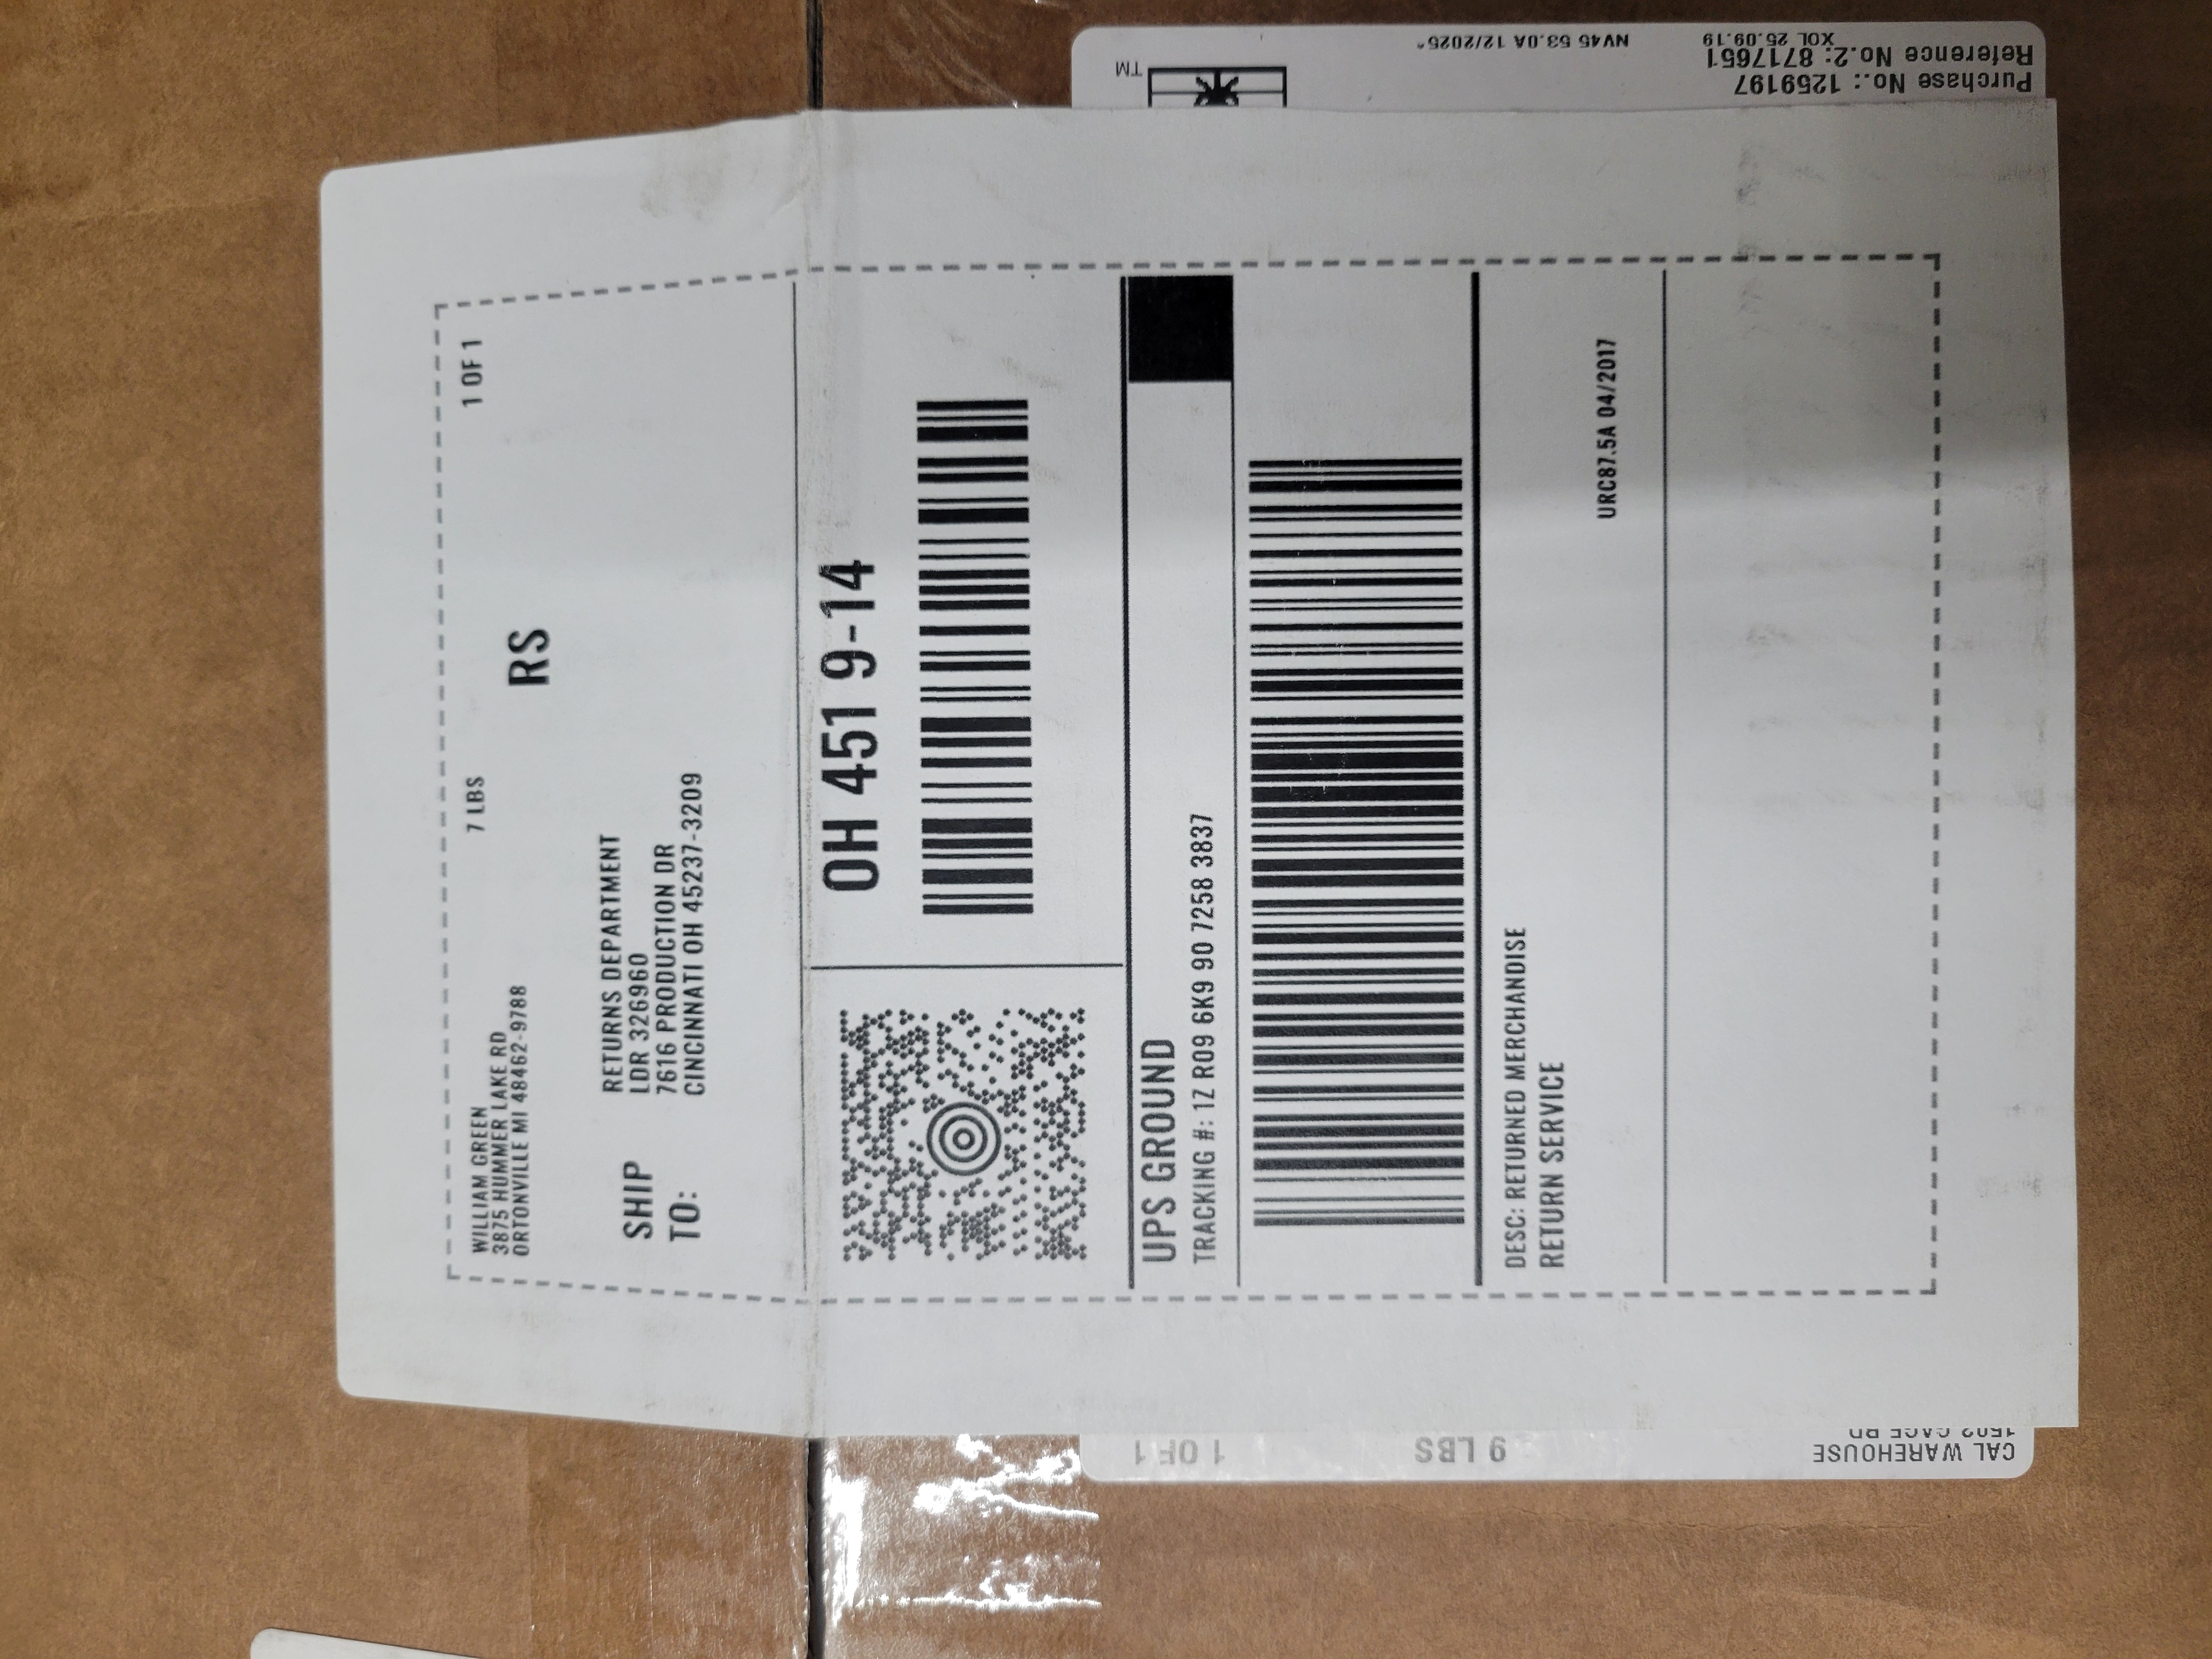 WILLIAM GREEN
3875 HUMMER LAKE RD
ORTONVILLE MI 48462-9788
7 LBS
1 OF 1
RS
SHIP
TO:
RETURNS DEPARTMENT
LDR 326960
7616 PRODUCTION DR
CINCINNATI OH 45237-3209
OH 451 9-14
UPS GROUND
TRACKING #: 1Z R09 6K9 90 7258 3837
DESC: RETURNED MERCHANDISE
RETURN SERVICE
URC87.5A 04/2017
CAL WAREHOUSE
9 LBS
1 OF 1
1502 GAGE RD
Purchase No.: 1259197
Reference No.2: 8717651
XOL 25.09.19
NV45 53.0A 12/2025*
TM